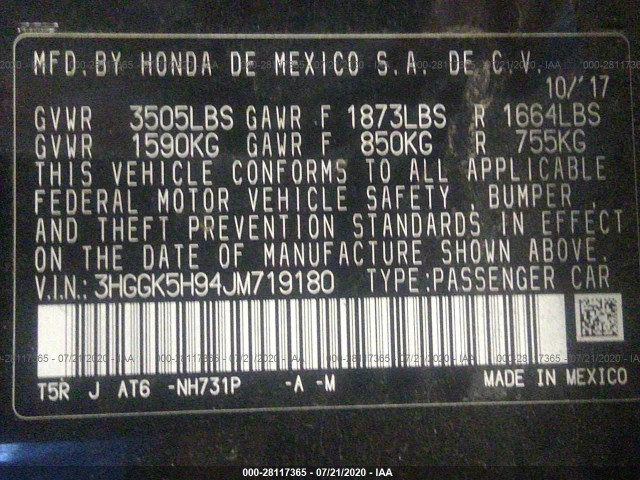 MFD. BY HONDA DE MEXICO S.A. DE C.V.
10/'17
GVWR 3505LBS GAWR F 1873LBS R 1664LBS
GVWR 1590KG GAWR F 850KG R 755KG
THIS VEHICLE CONFORMS TO ALL APPLICABLE
FEDERAL MOTOR VEHICLE SAFETY, BUMPER,
AND THEFT PREVENTION STANDARDS IN EFFECT
ON THE DATE OF MANUFACTURE SHOWN ABOVE.
V.I.N.: 3HGGK5H94JM719180 TYPE:PASSENGER CAR
T5R J AT6 -NH731P -A -M MADE IN MEXICO
000-28117365 - 07/21/2020 - IAA